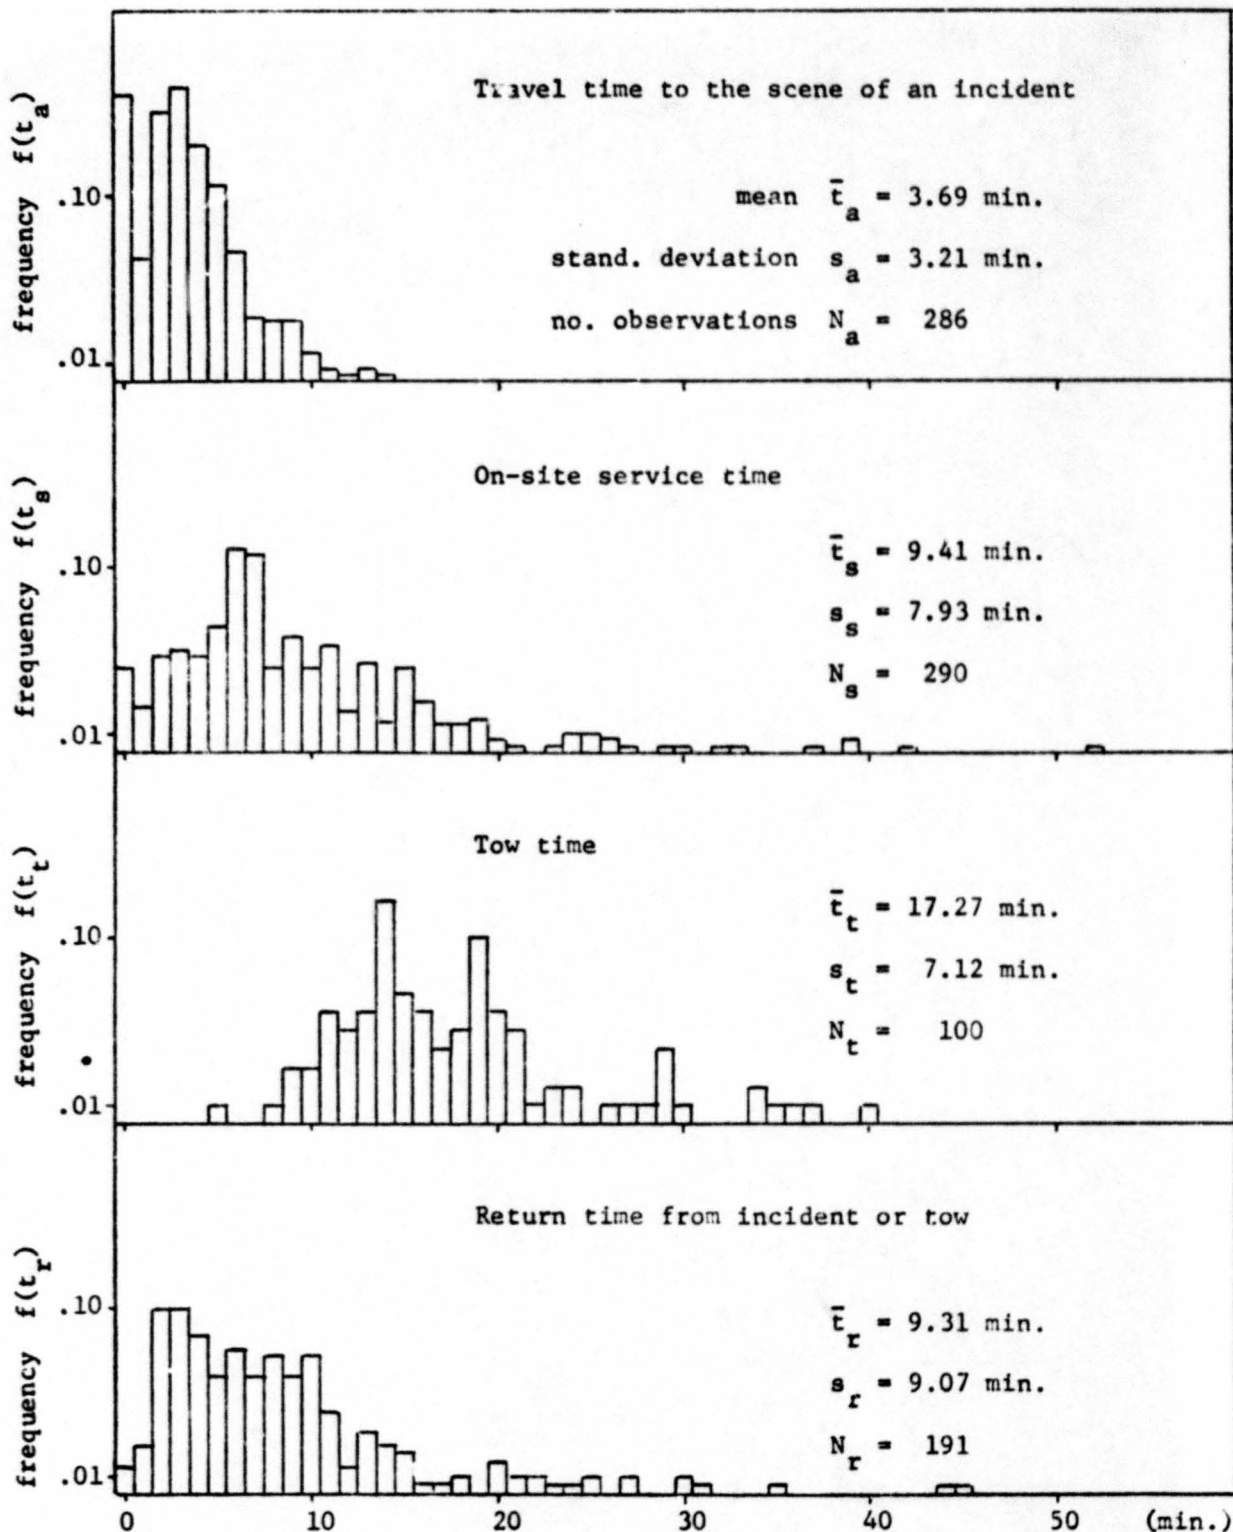 frequency f(t_a)
Travel time to the scene of an incident
.10
mean t̄_a = 3.69 min.
stand. deviation s_a = 3.21 min.
no. observations N_a = 286
.01
frequency f(t_s)
On-site service time
.10
t̄_s = 9.41 min.
s_s = 7.93 min.
N_s = 290
.01
frequency f(t_t)
Tow time
.10
t̄_t = 17.27 min.
s_t = 7.12 min.
N_t = 100
.01
frequency f(t_r)
Return time from incident or tow
.10
t̄_r = 9.31 min.
s_r = 9.07 min.
N_r = 191
.01
0 10 20 30 40 50 (min.)